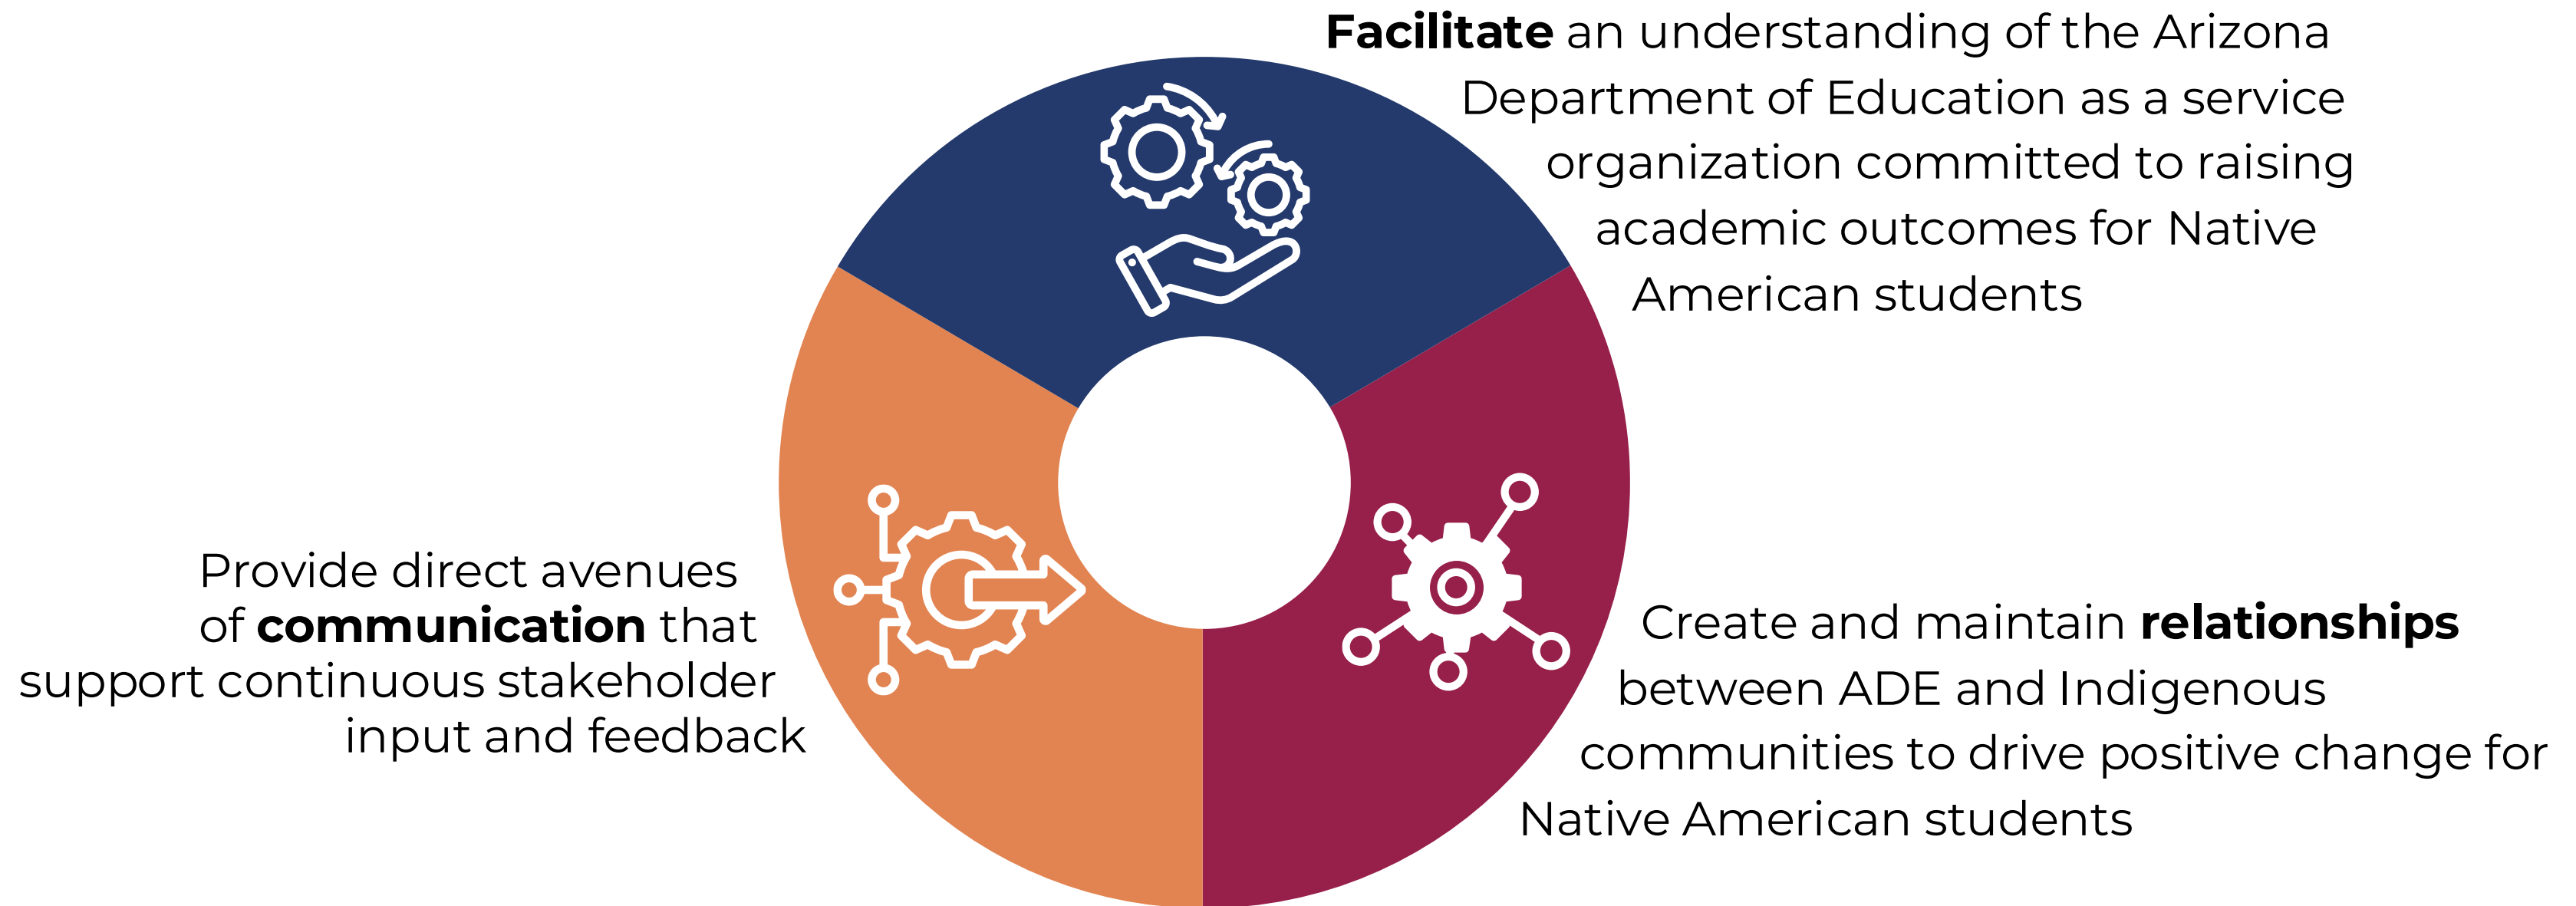 Facilitate an understanding of the Arizona
Department of Education as a service
organization committed to raising
academic outcomes for Native
American students
Provide direct avenues
of communication that
support continuous stakeholder
input and feedback
Create and maintain relationships
between ADE and Indigenous
communities to drive positive change for
Native American students